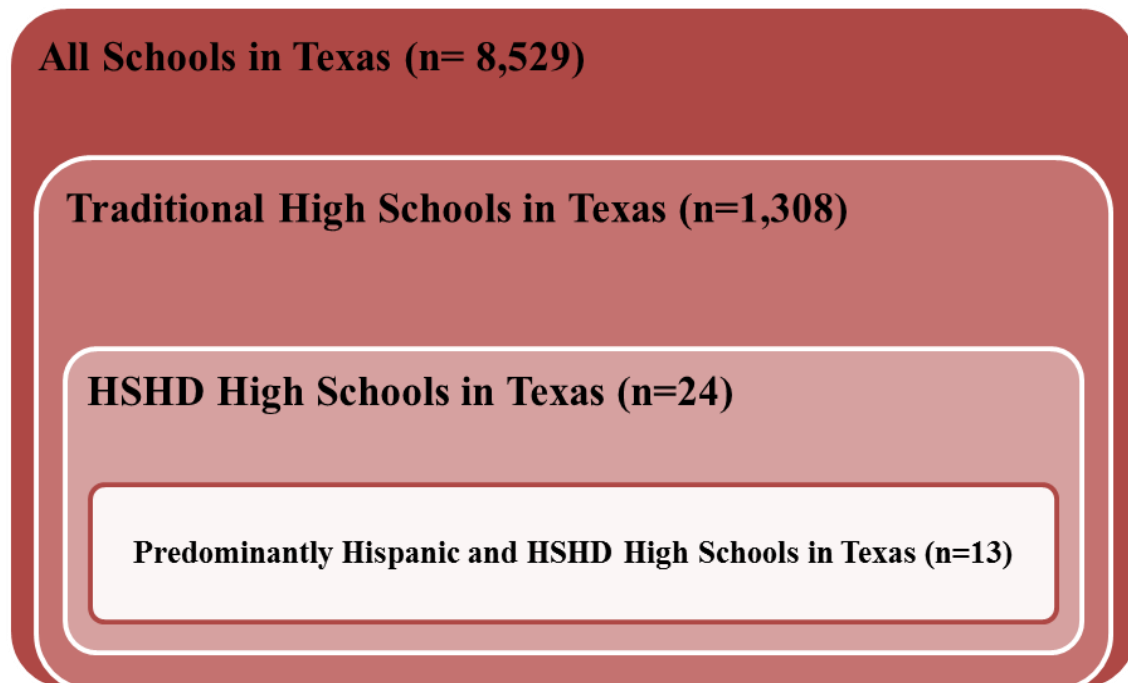 All Schools in Texas (n= 8,529)
Traditional High Schools in Texas (n=1,308)
HSHD High Schools in Texas (n=24)
Predominantly Hispanic and HSHD High Schools in Texas (n=13)